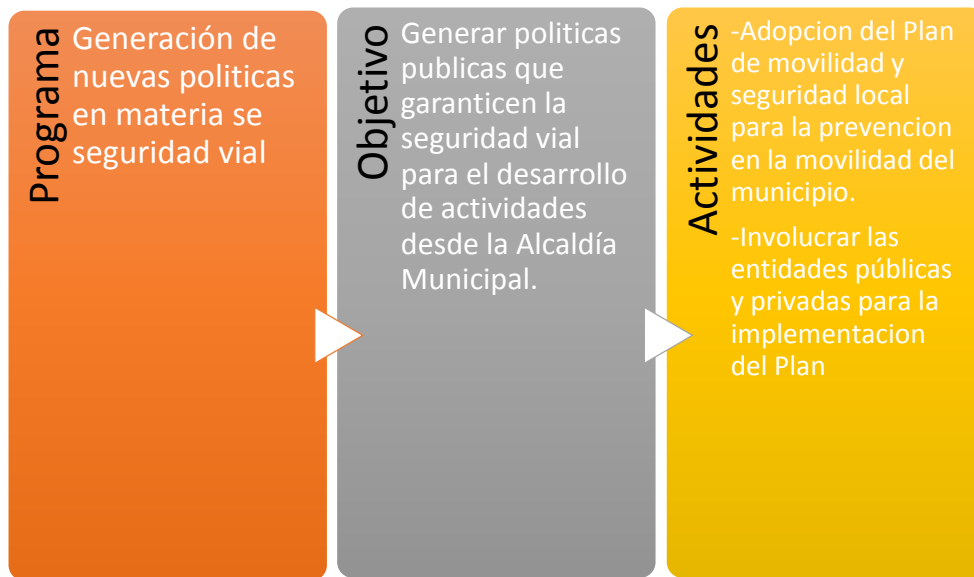 Programa
Generación de
nuevas politicas
en materia se
seguridad vial
Objetivo
Generar politicas
publicas que
garanticen la
seguridad vial
para el desarrollo
de actividades
desde la Alcaldía
Municipal.
Actividades
-Adopcion del Plan
de movilidad y
seguridad local
para la prevencion
en la movilidad del
municipio.
-Involucrar las
entidades públicas
y privadas para la
implementacion
del Plan